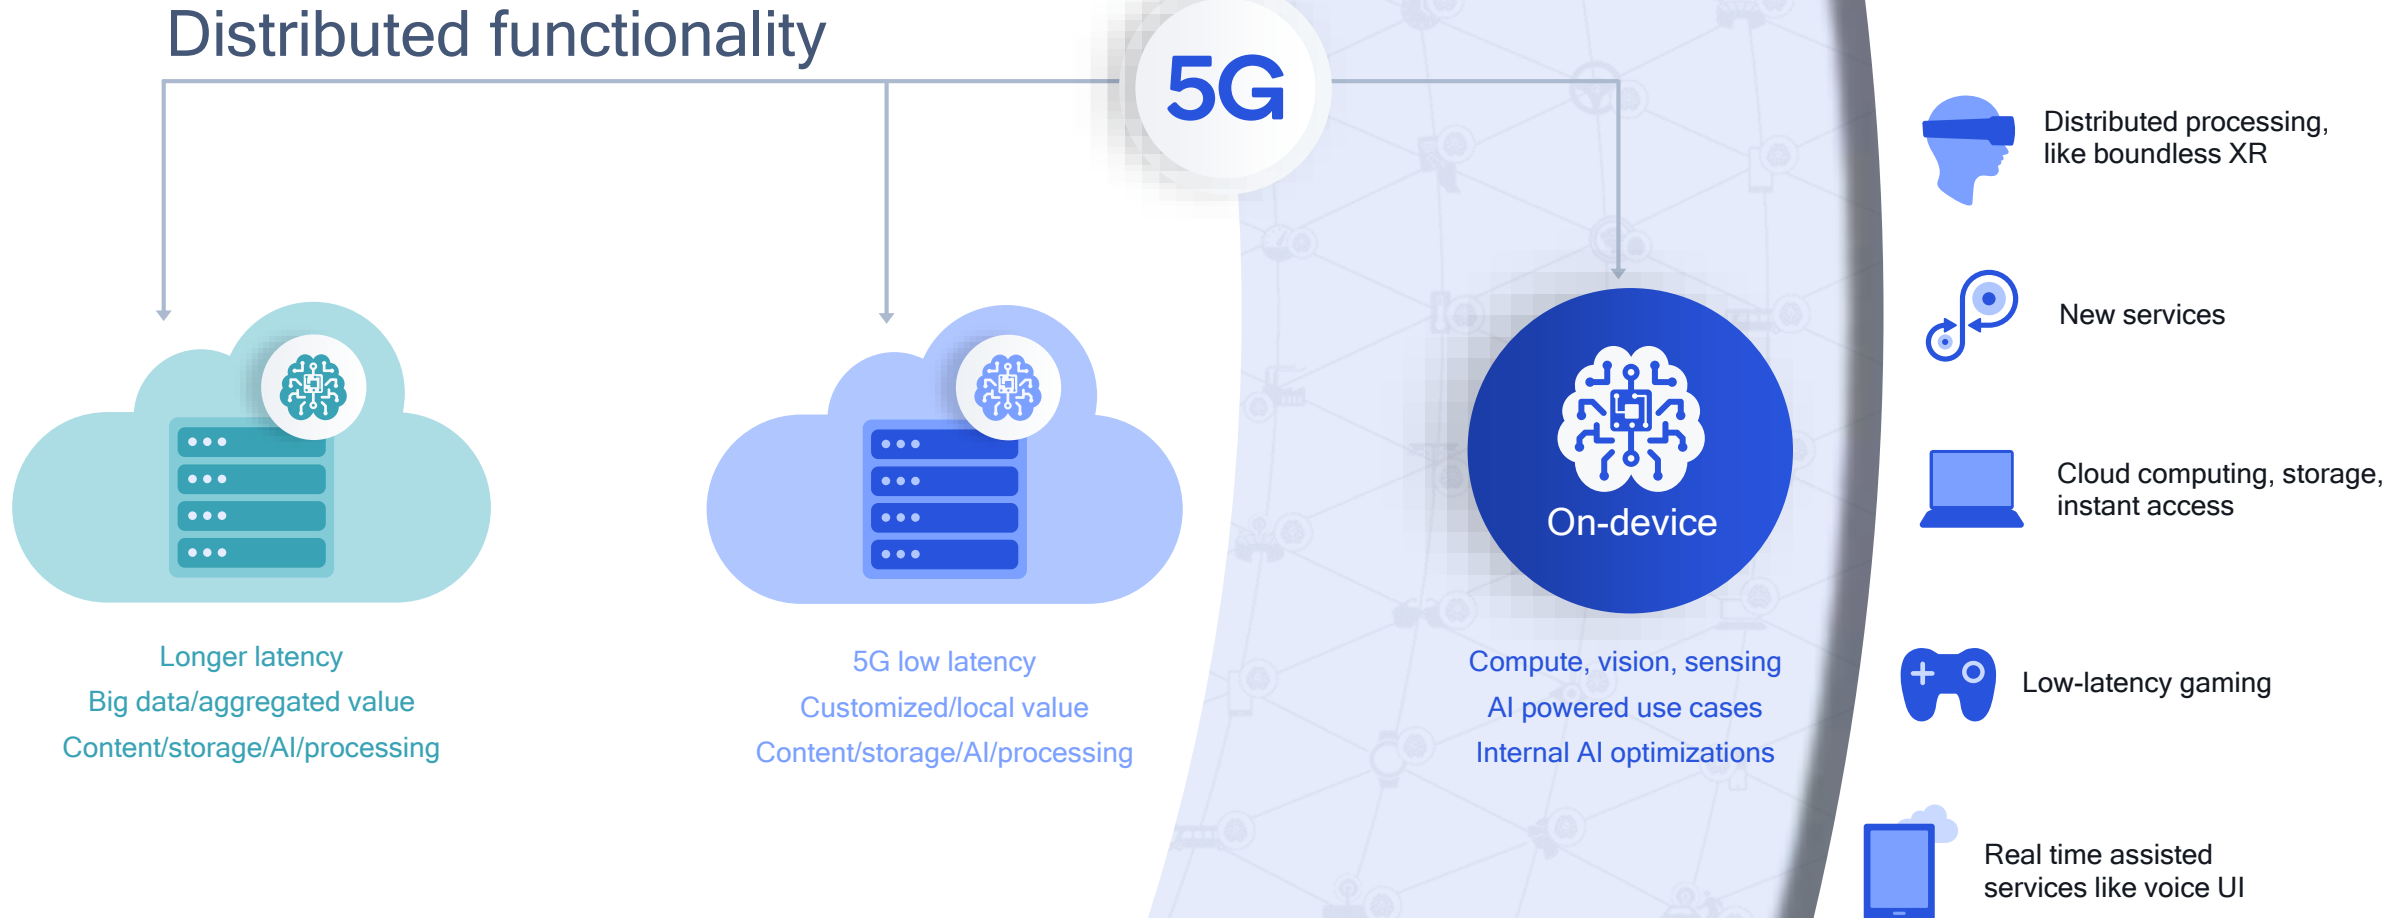 Distributed functionality
5G
Longer latency
Big data/aggregated value
Content/storage/AI/processing
5G low latency
Customized/local value
Content/storage/AI/processing
On-device
Compute, vision, sensing
AI powered use cases
Internal AI optimizations
Distributed processing,
like boundless XR
New services
Cloud computing, storage,
instant access
Low-latency gaming
Real time assisted
services like voice UI